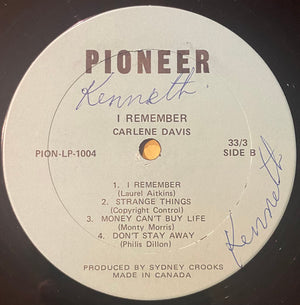 PIONEER
Kenneth
I REMEMBER
CARLENE DAVIS
PION-LP-1004
33/3
SIDE B
1. I REMEMBER
(Laurel Aitkins)
2. STRANGE THINGS
(Copyright Control)
3. MONEY CAN'T BUY LIFE
(Monty Morris)
4. DON'T STAY AWAY
(Philis Dillon)
Kenneth
PRODUCED BY SYDNEY CROOKS
MADE IN CANADA